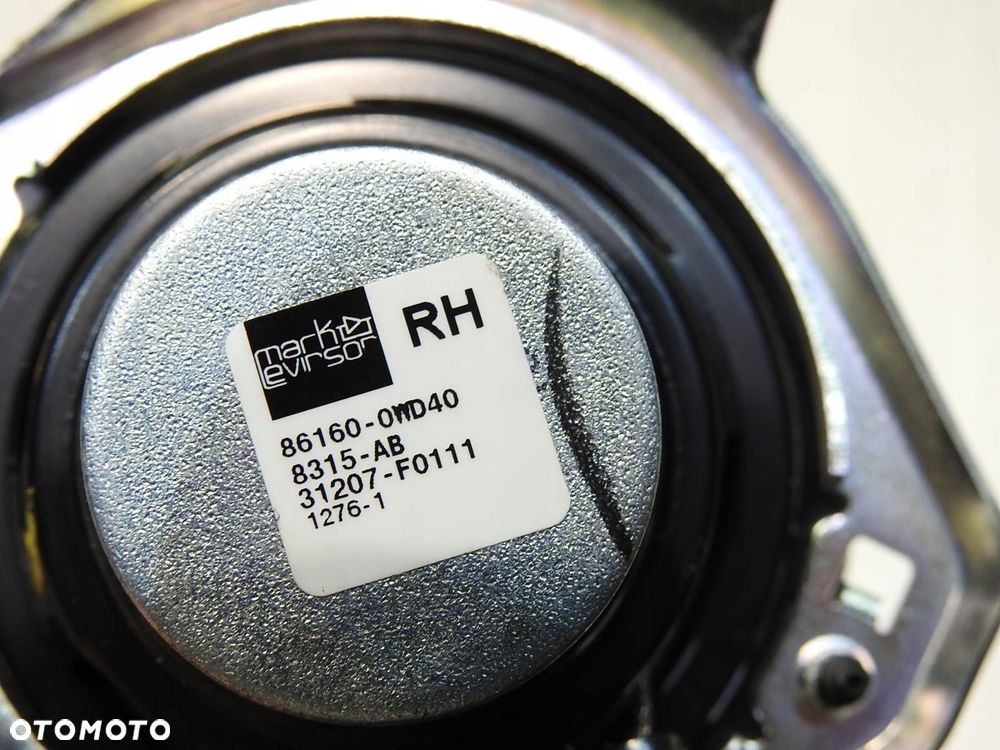 mark
levinson
RH
86160-0WD40
8315-AB
31207-F0111
1276-1
OTOMOTO